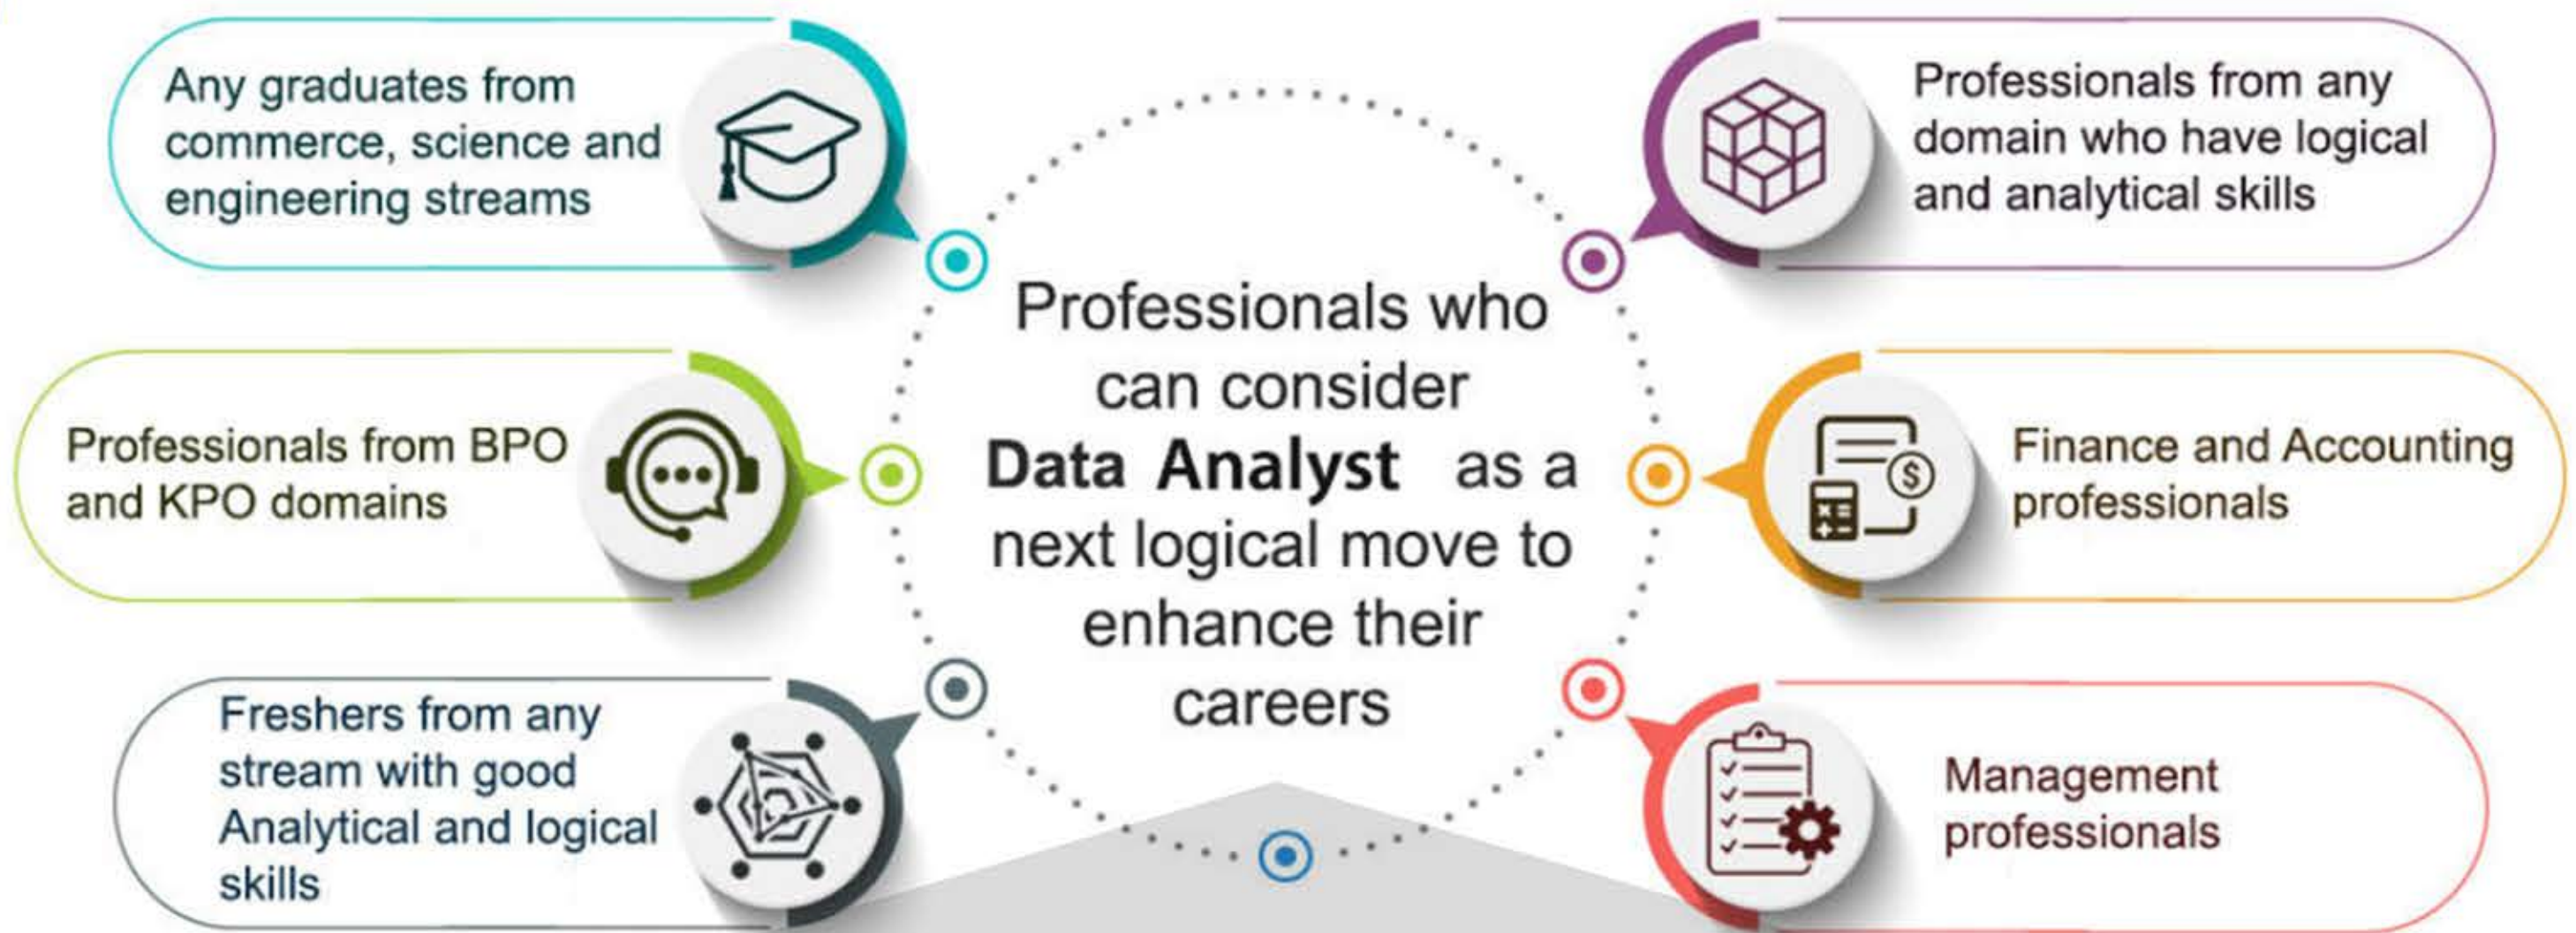 Any graduates from
commerce, science and
engineering streams
Professionals from BPO
and KPO domains
Freshers from any
stream with good
Analytical and logical
skills
Professionals who
can consider
Data Analyst as a
next logical move to
enhance their
careers
Professionals from any
domain who have logical
and analytical skills
Finance and Accounting
professionals
Management
professionals